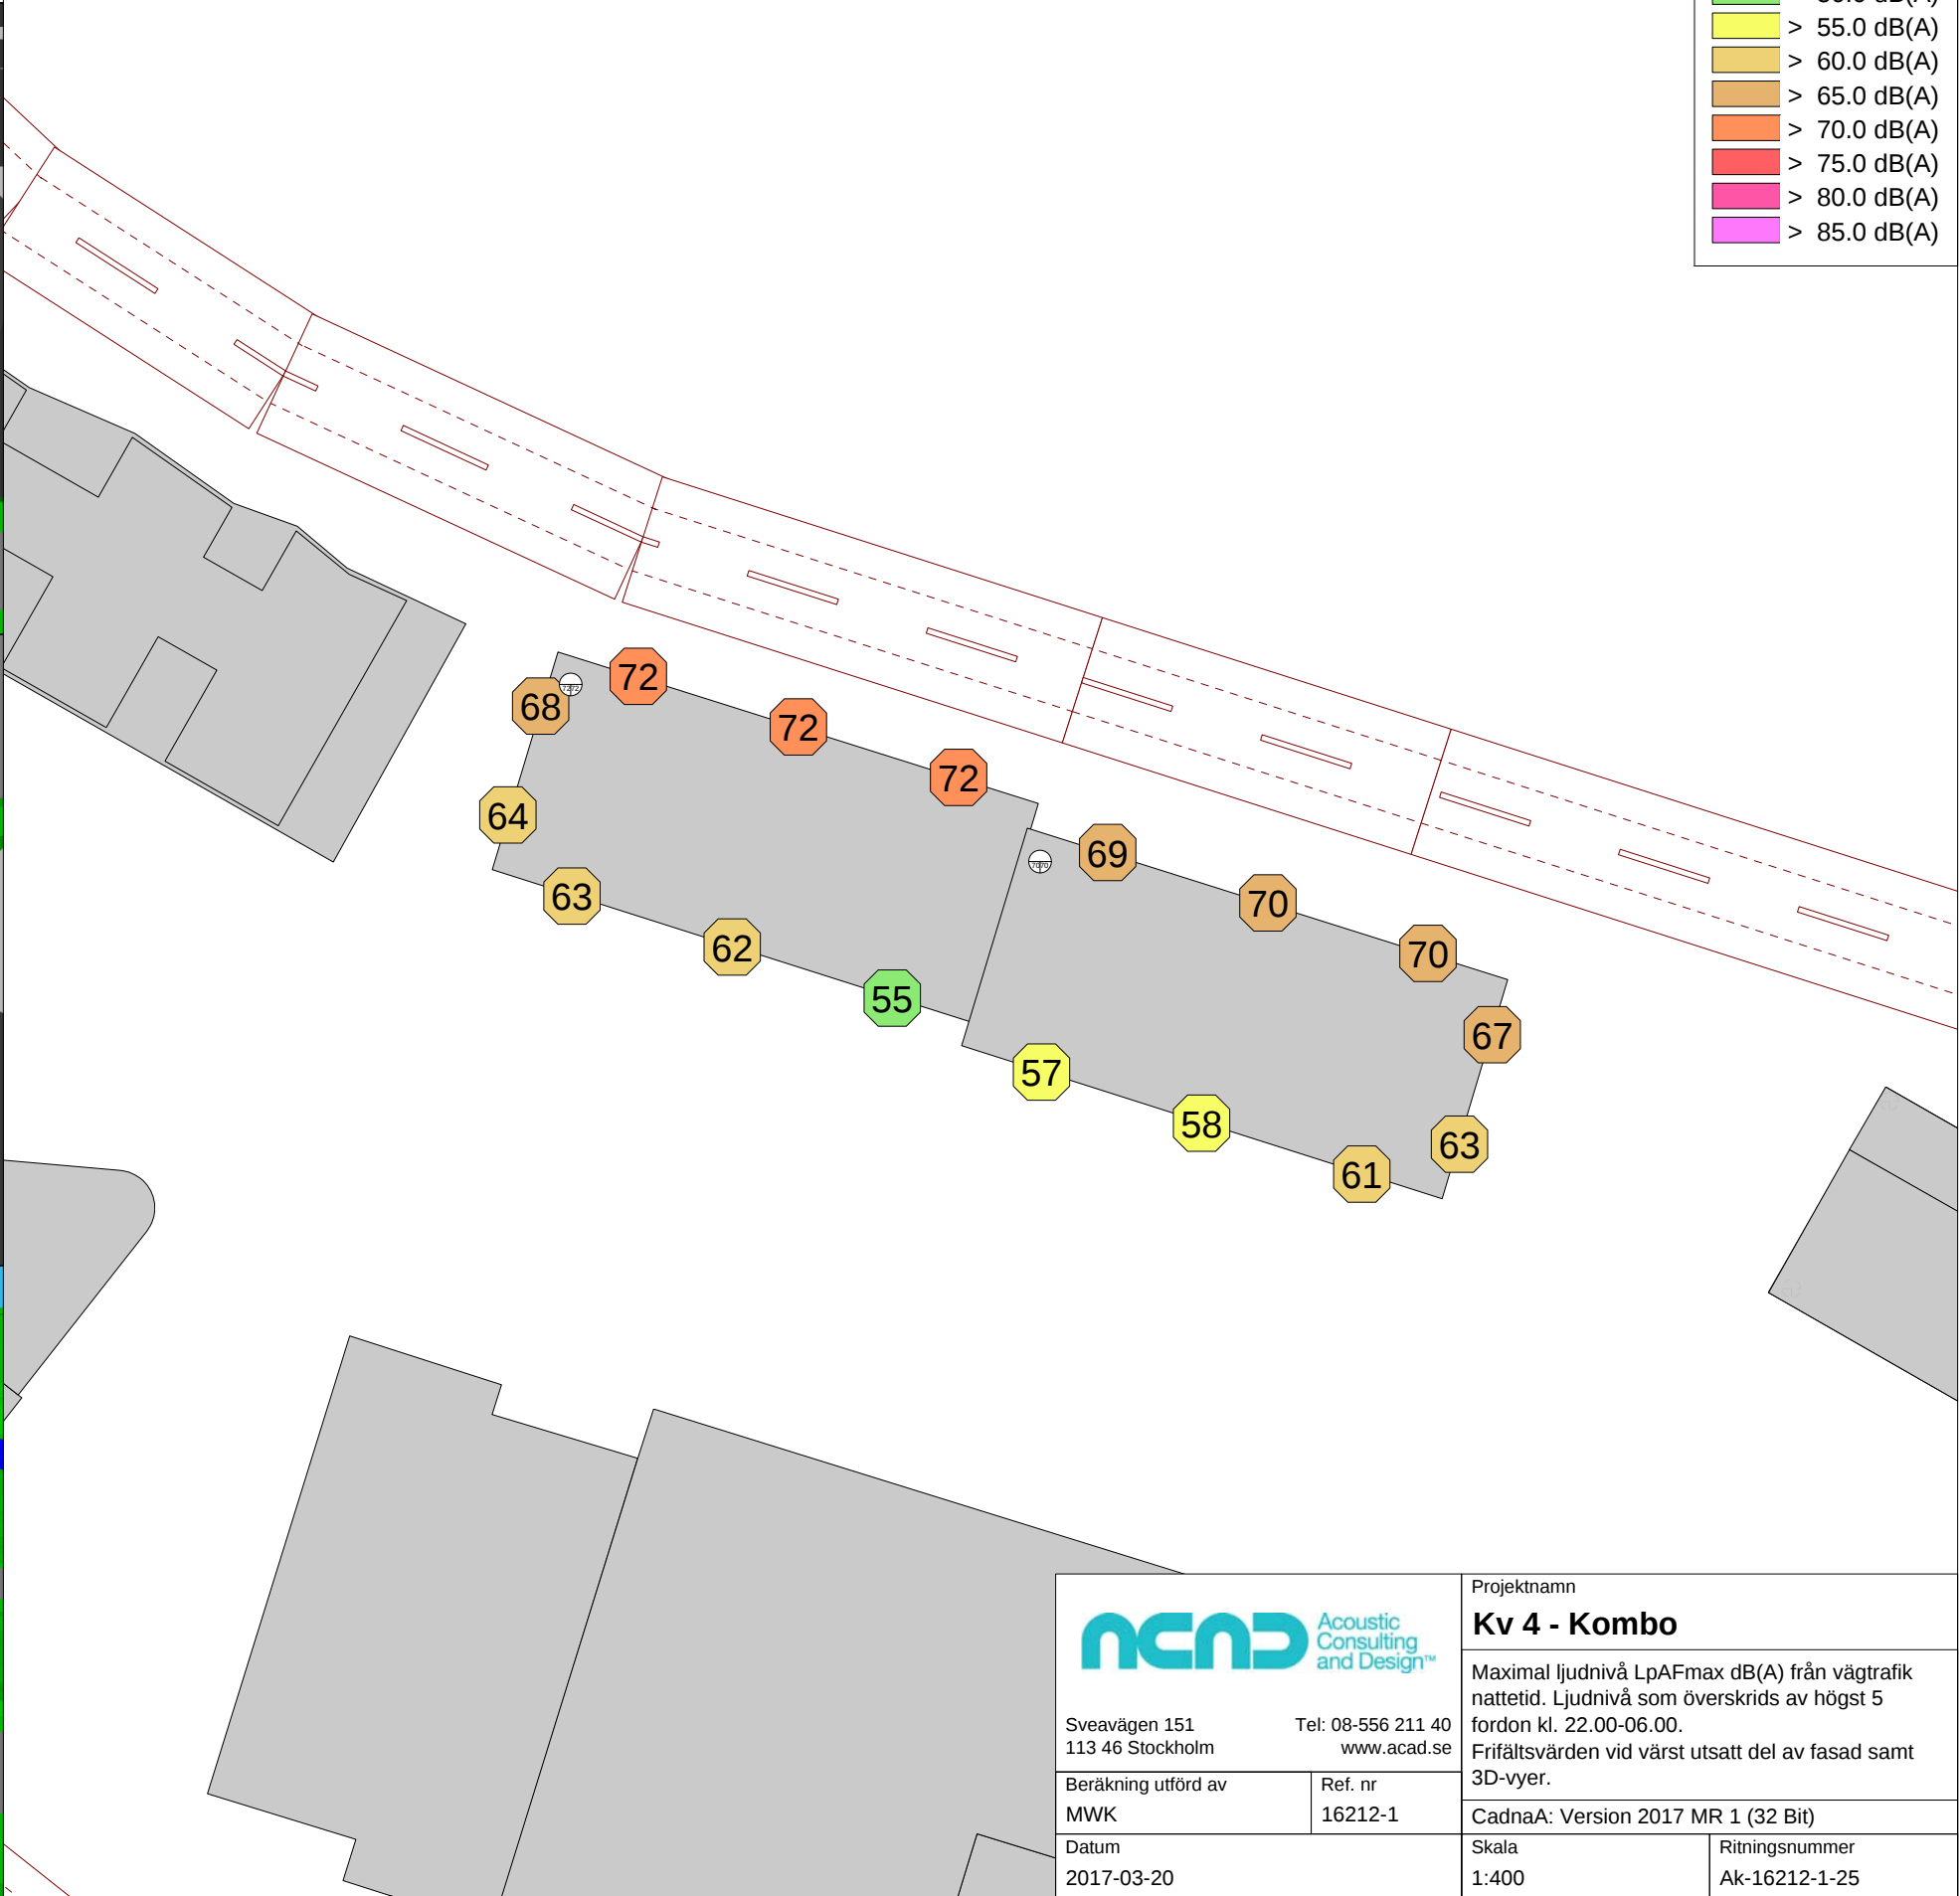 > 55.0 dB(A)
> 60.0 dB(A)
> 65.0 dB(A)
> 70.0 dB(A)
> 75.0 dB(A)
> 80.0 dB(A)
> 85.0 dB(A)
72
68
72
72
64
69
63
70
62
70
55
67
57
58
63
61
acad
Acoustic
Consulting
and Design™
Sveavägen 151
113 46 Stockholm
Tel: 08-556 211 40
www.acad.se
Beräkning utförd av
MWK
Ref. nr
16212-1
Datum
2017-03-20
Projektnamn
Kv 4 - Kombo
Maximal ljudnivå LpAFmax dB(A) från vägtrafik
nattetid. Ljudnivå som överskrids av högst 5
fordon kl. 22.00-06.00.
Frifältsvärden vid värst utsatt del av fasad samt
3D-vyer.
CadnaA: Version 2017 MR 1 (32 Bit)
Skala
1:400
Ritningsnummer
Ak-16212-1-25